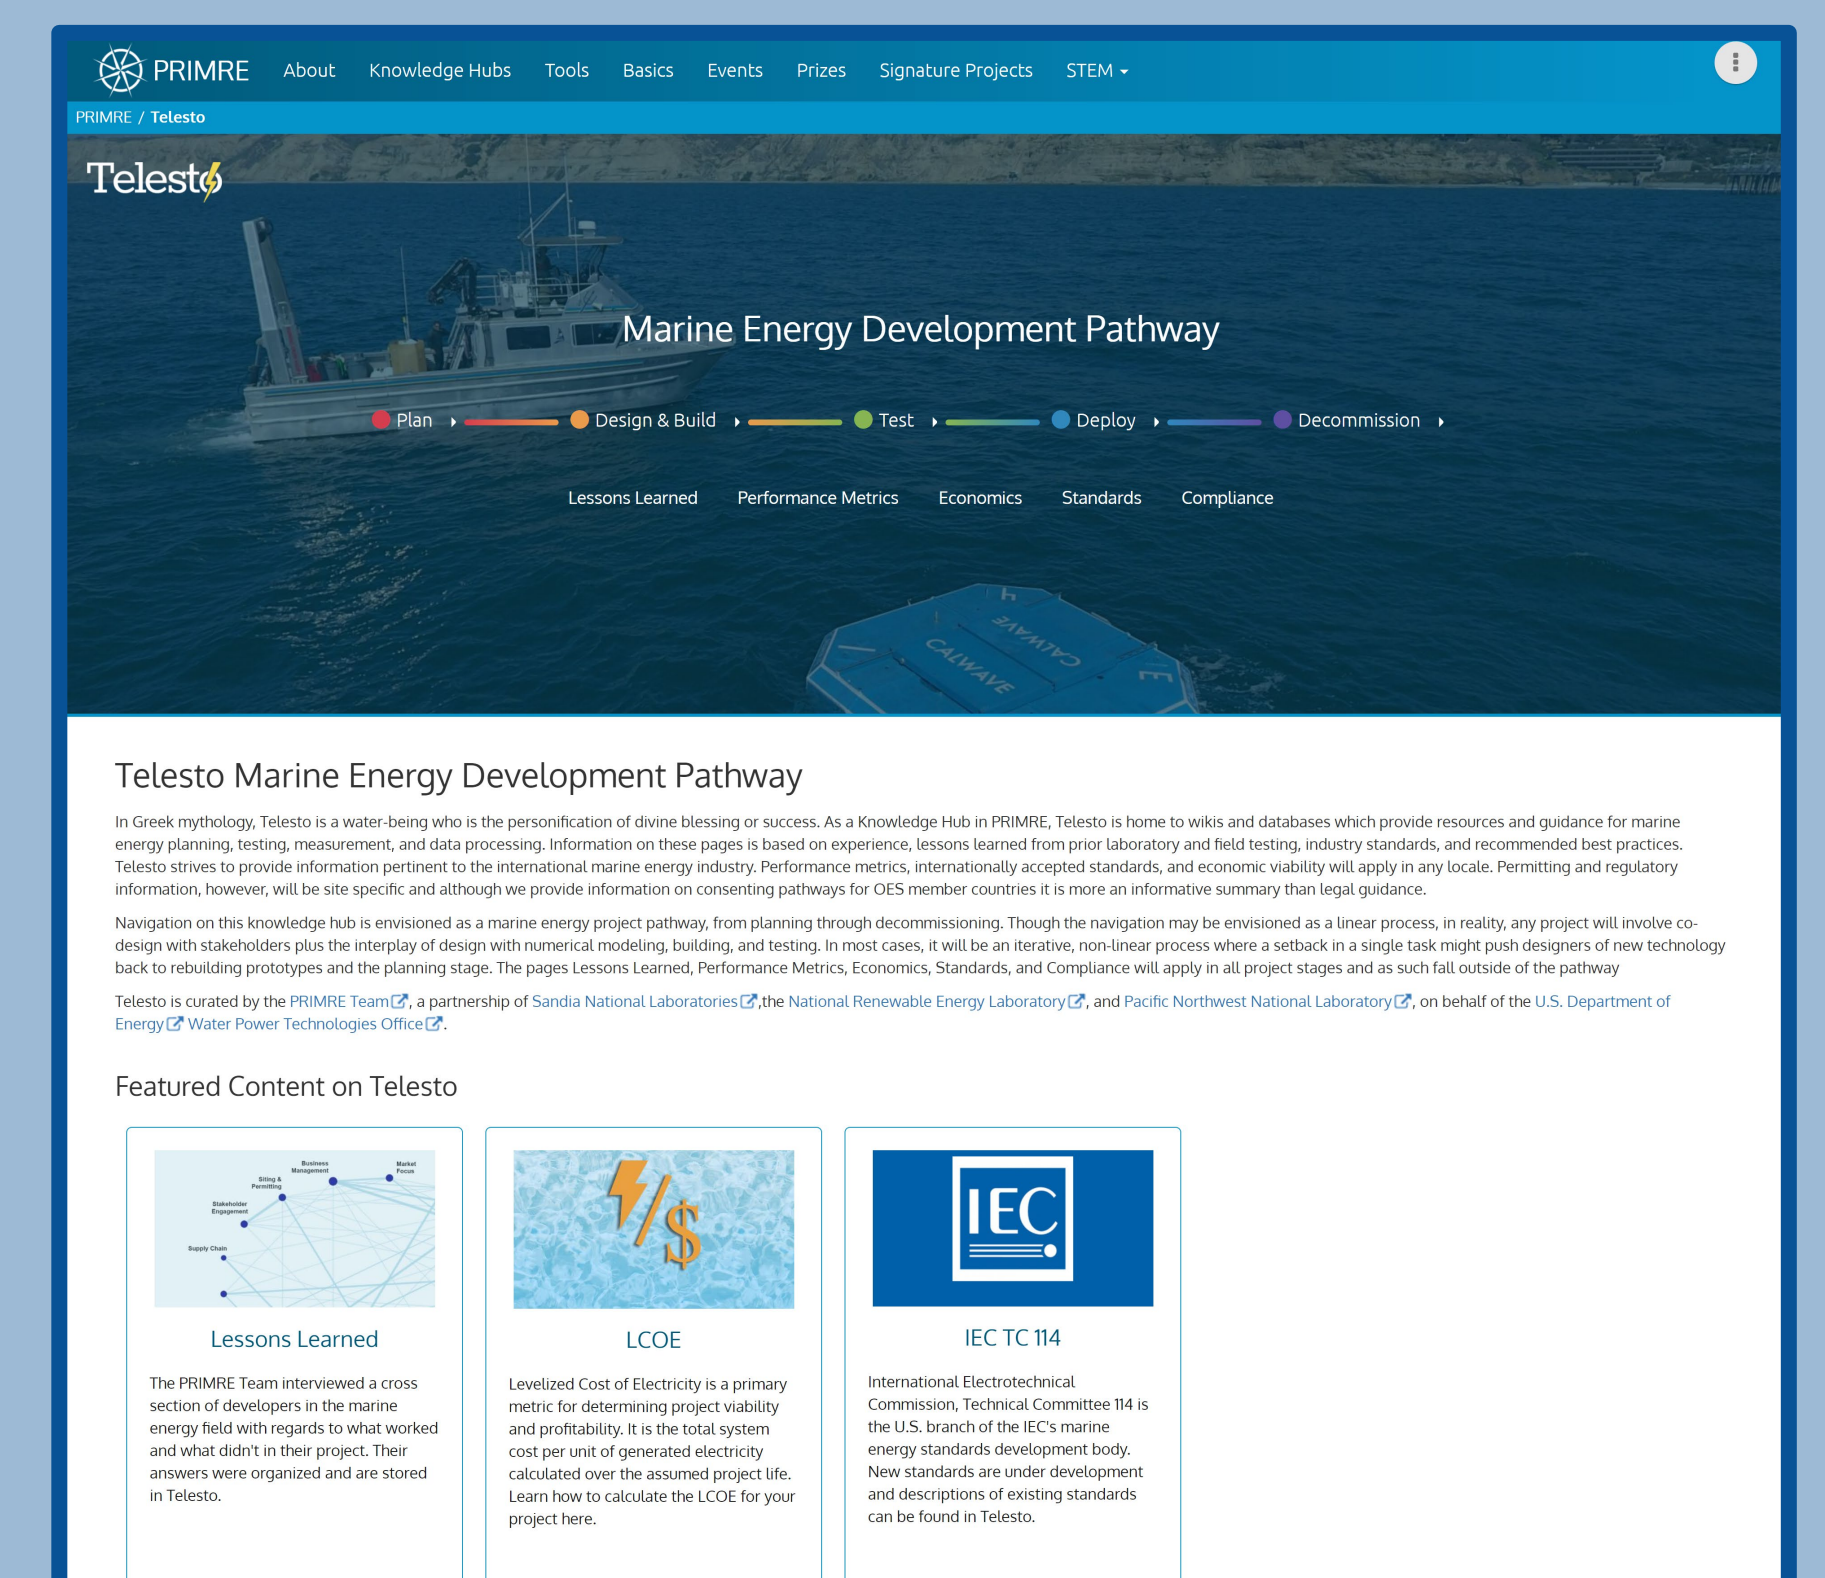 PRIMRE About Knowledge Hubs Tools Basics Events Prizes Signature Projects STEM
PRIMRE / Telesto
Telesto
Marine Energy Development Pathway
Plan Design & Build Test Deploy Decommission
Lessons Learned Performance Metrics Economics Standards Compliance
CALWAVE
CALWAVE
Telesto Marine Energy Development Pathway
In Greek mythology, Telesto is a water-being who is the personification of divine blessing or success. As a Knowledge Hub in PRIMRE, Telesto is home to wikis and databases which provide resources and guidance for marine
energy planning, testing, measurement, and data processing. Information on these pages is based on experience, lessons learned from prior laboratory and field testing, industry standards, and recommended best practices.
Telesto strives to provide information pertinent to the international marine energy industry. Performance metrics, internationally accepted standards, and economic viability will apply in any locale. Permitting and regulatory
information, however, will be site specific and although we provide information on consenting pathways for OES member countries it is more an informative summary than legal guidance.
Navigation on this knowledge hub is envisioned as a marine energy project pathway, from planning through decommissioning. Though the navigation may be envisioned as a linear process, in reality, any project will involve co-
design with stakeholders plus the interplay of design with numerical modeling, building, and testing. In most cases, it will be an iterative, non-linear process where a setback in a single task might push designers of new technology
back to rebuilding prototypes and the planning stage. The pages Lessons Learned, Performance Metrics, Economics, Standards, and Compliance will apply in all project stages and as such fall outside of the pathway
Telesto is curated by the PRIMRE Team, a partnership of Sandia National Laboratories,the National Renewable Energy Laboratory, and Pacific Northwest National Laboratory, on behalf of the U.S. Department of
Energy Water Power Technologies Office.
Featured Content on Telesto
Business
Management
Market
Focus
Siting &
Permitting
Stakeholder
Engagement
Supply Chain
Lessons Learned
The PRIMRE Team interviewed a cross
section of developers in the marine
energy field with regards to what worked
and what didn't in their project. Their
answers were organized and are stored
in Telesto.
$
LCOE
Levelized Cost of Electricity is a primary
metric for determining project viability
and profitability. It is the total system
cost per unit of generated electricity
calculated over the assumed project life.
Learn how to calculate the LCOE for your
project here.
IEC
IEC TC 114
International Electrotechnical
Commission, Technical Committee 114 is
the U.S. branch of the IEC's marine
energy standards development body.
New standards are under development
and descriptions of existing standards
can be found in Telesto.